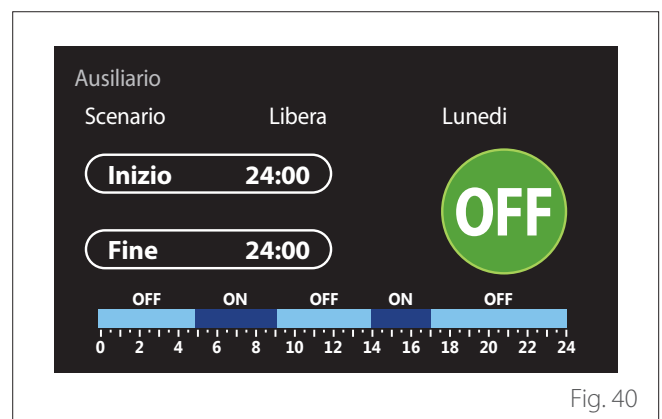 Ausiliario
Scenario Libera Lunedi
Inizio 24:00
OFF
Fine 24:00
OFF ON OFF ON OFF
0 2 4 6 8 10 12 14 16 18 20 22 24
Fig. 40